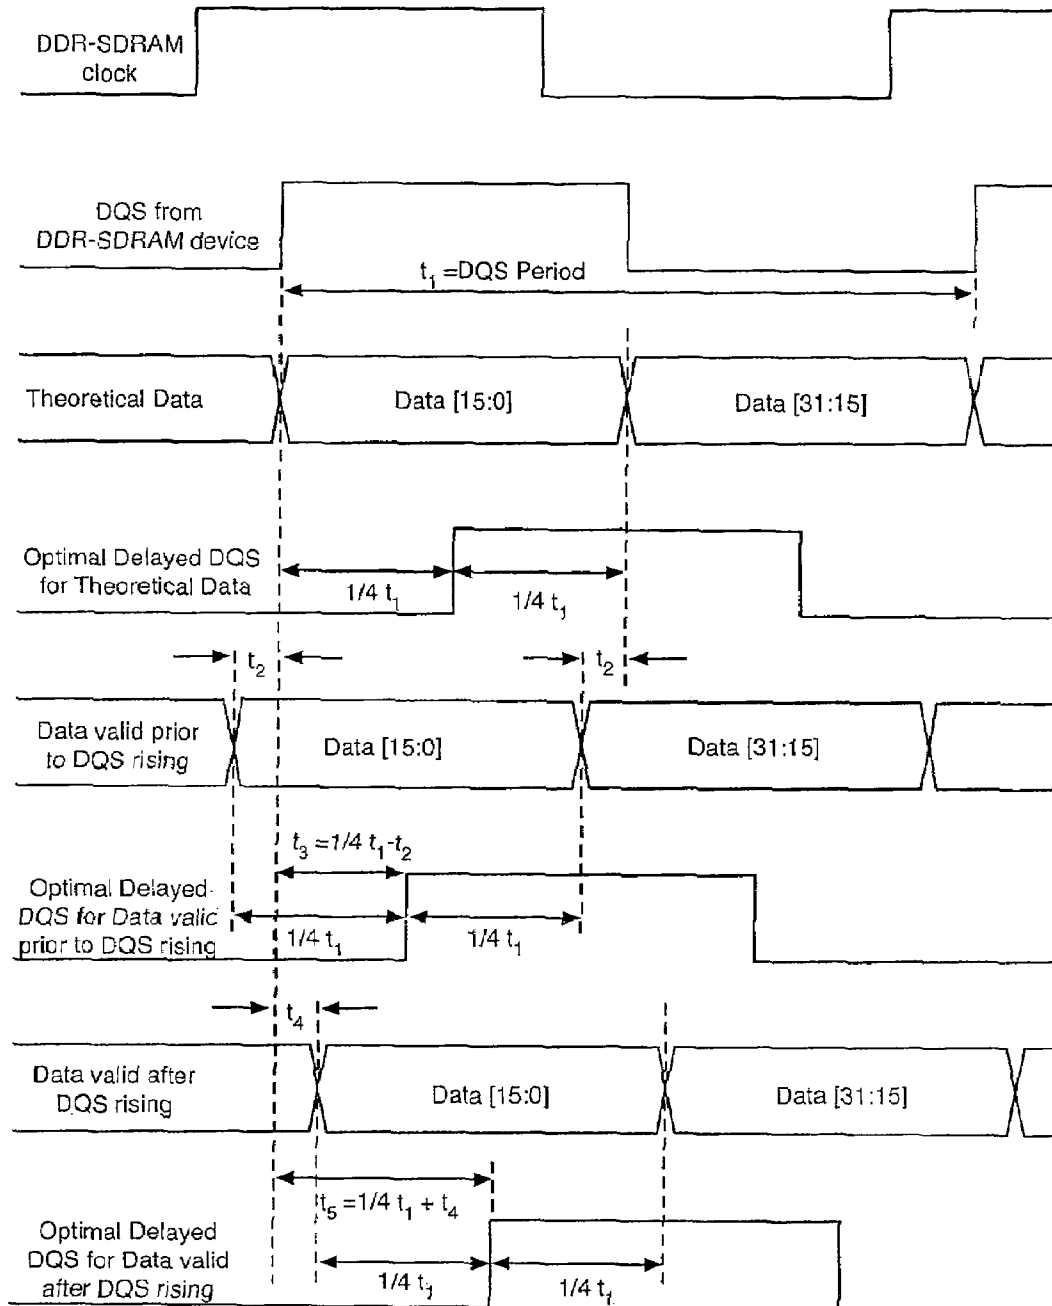 DDR-SDRAM
clock
DQS from
DDR-SDRAM device
t1 =DQS Period
Theoretical Data
Data [15:0]
Data [31:15]
Optimal Delayed DQS
for Theoretical Data
1/4 t1
1/4 t1
t2
t2
Data valid prior
to DQS rising
Data [15:0]
Data [31:15]
t3 =1/4 t1-t2
Optimal Delayed-
DQS for Data valid
prior to DQS rising
1/4 t1
1/4 t1
t4
Data valid after
DQS rising
Data [15:0]
Data [31:15]
t5 =1/4 t1 + t4
Optimal Delayed
DQS for Data valid
after DQS rising
1/4 t1
1/4 t1